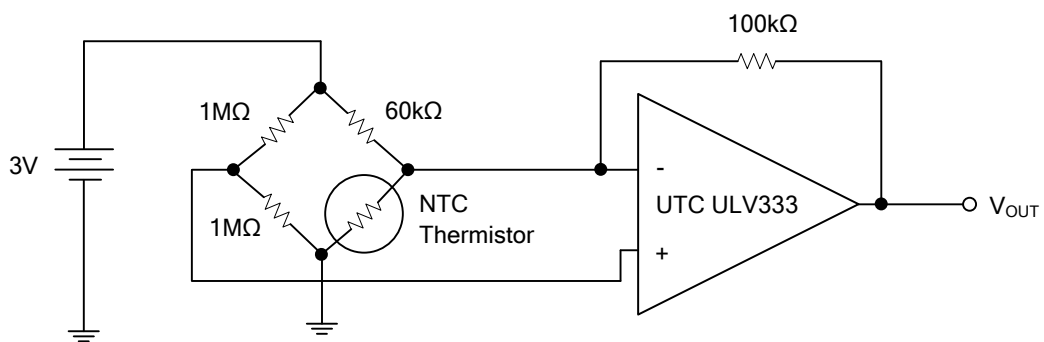 100kΩ
1MΩ
60kΩ
3V
-
UTC ULV333
VOUT
1MΩ
NTC
Thermistor
+